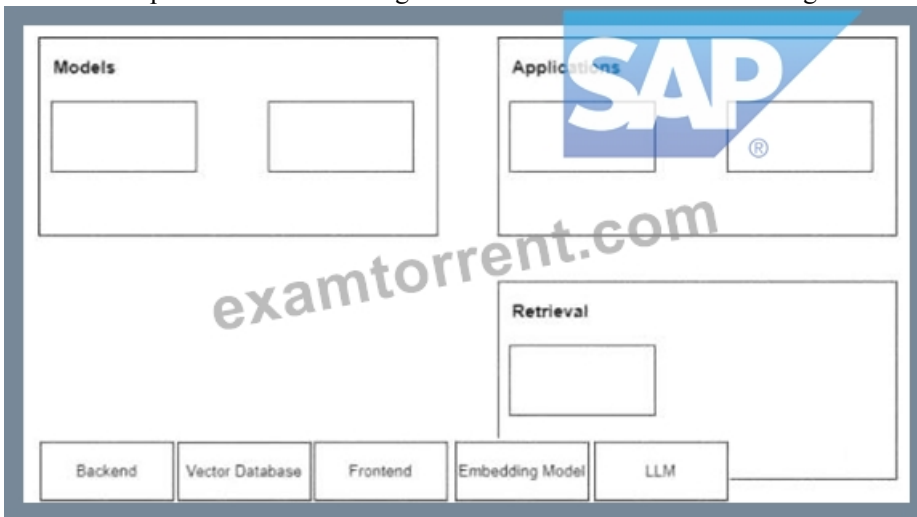 Models
Applications
SAP
®
examtorrent.com
Retrieval
Backend
Vector Database
Frontend
Embedding Model
LLM